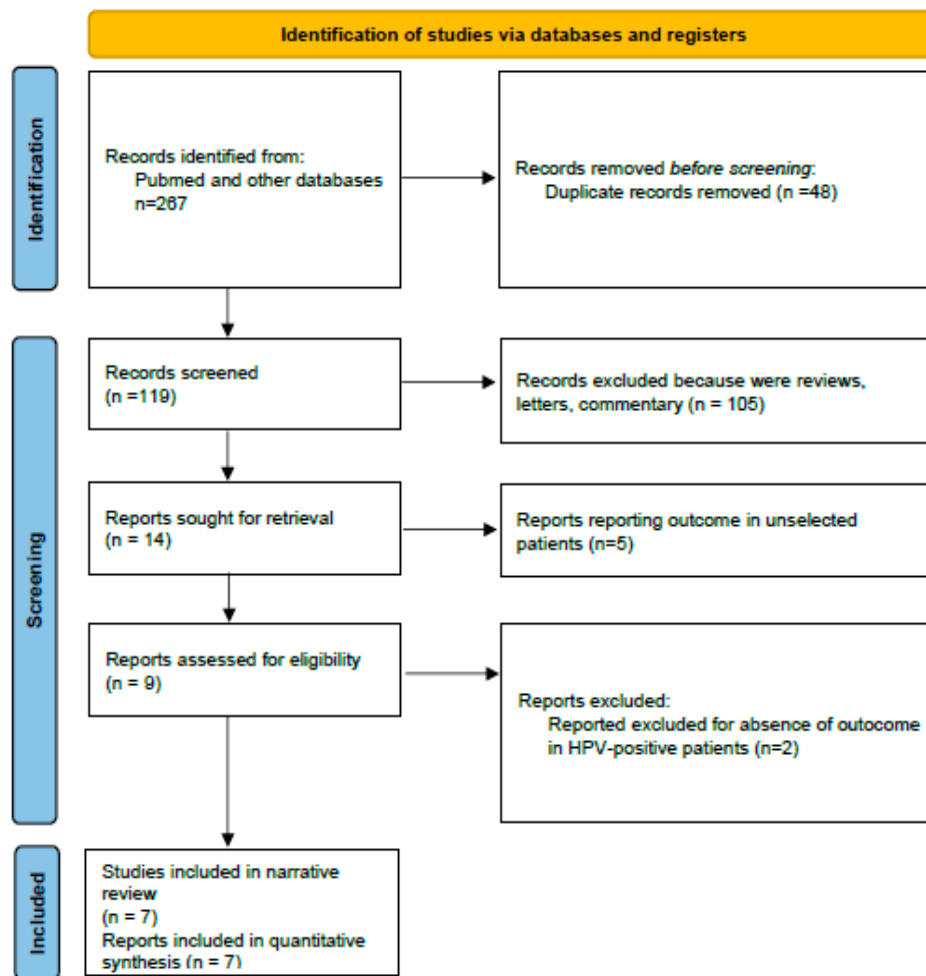 Identification of studies via databases and registers
Identification
Records identified from:
Pubmed and other databases
n=267
Records removed before screening:
Duplicate records removed (n =48)
Screening
Records screened
(n =119)
Records excluded because were reviews,
letters, commentary (n = 105)
Reports sought for retrieval
(n = 14)
Reports reporting outcome in unselected
patients (n=5)
Reports assessed for eligibility
(n = 9)
Reports excluded:
Reported excluded for absence of outocome
in HPV-positive patients (n=2)
Included
Studies included in narrative
review
(n = 7)
Reports included in quantitative
synthesis (n = 7)